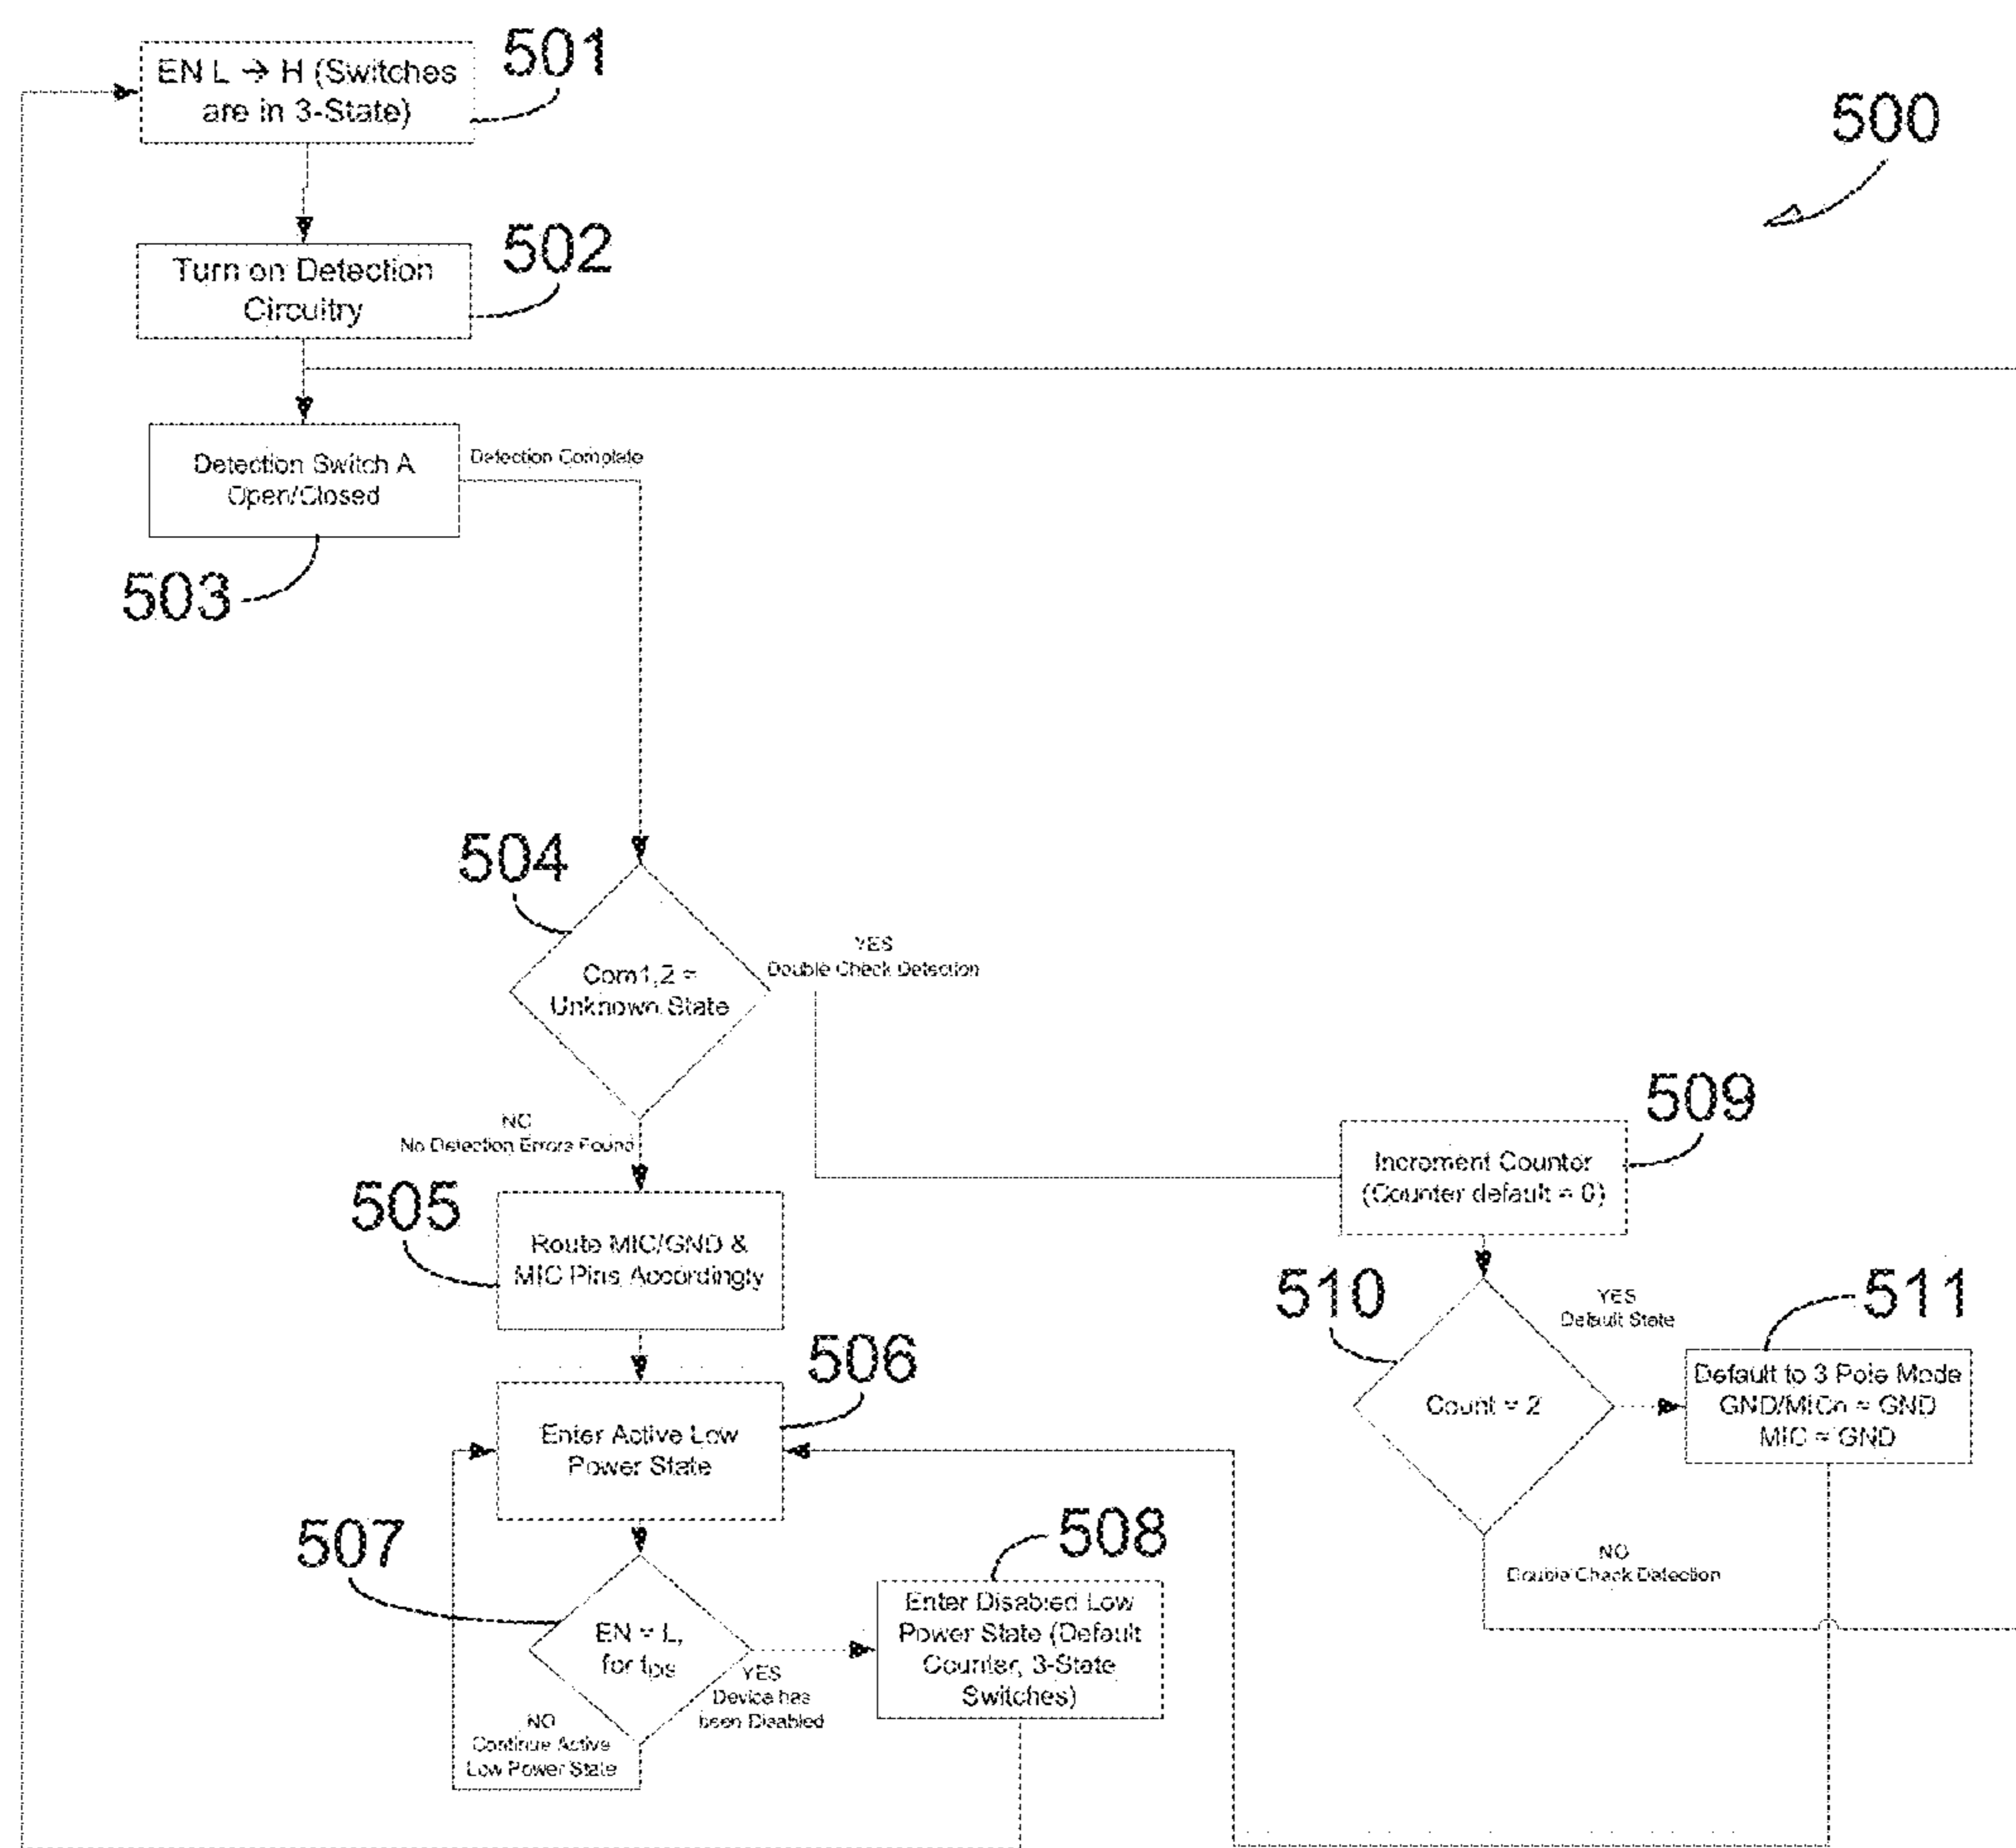 501
EN L → H (Switches
are in 3-State)
500
502
Turn on Detection
Circuitry
Detection Switch A
Open/Closed
Detection Complete
503
504
Com1,2 =
Unknown State
YES
Double Check Detection
NO
No Detection Errors Found
505
Route MIC/GND &
MIC Pins Accordingly
509
Increment Counter
(Counter default = 0)
510
Count = 2
YES
Default State
511
Default to 3 Pole Mode
GND/MICn = GND
MIC = GND
506
Enter Active Low
Power State
507
EN = L,
for tDS
YES
Device has
been Disabled
NO
Continue Active
Low Power State
508
Enter Disabled Low
Power State (Default
Counter, 3-State
Switches)
NO
Double Check Detection